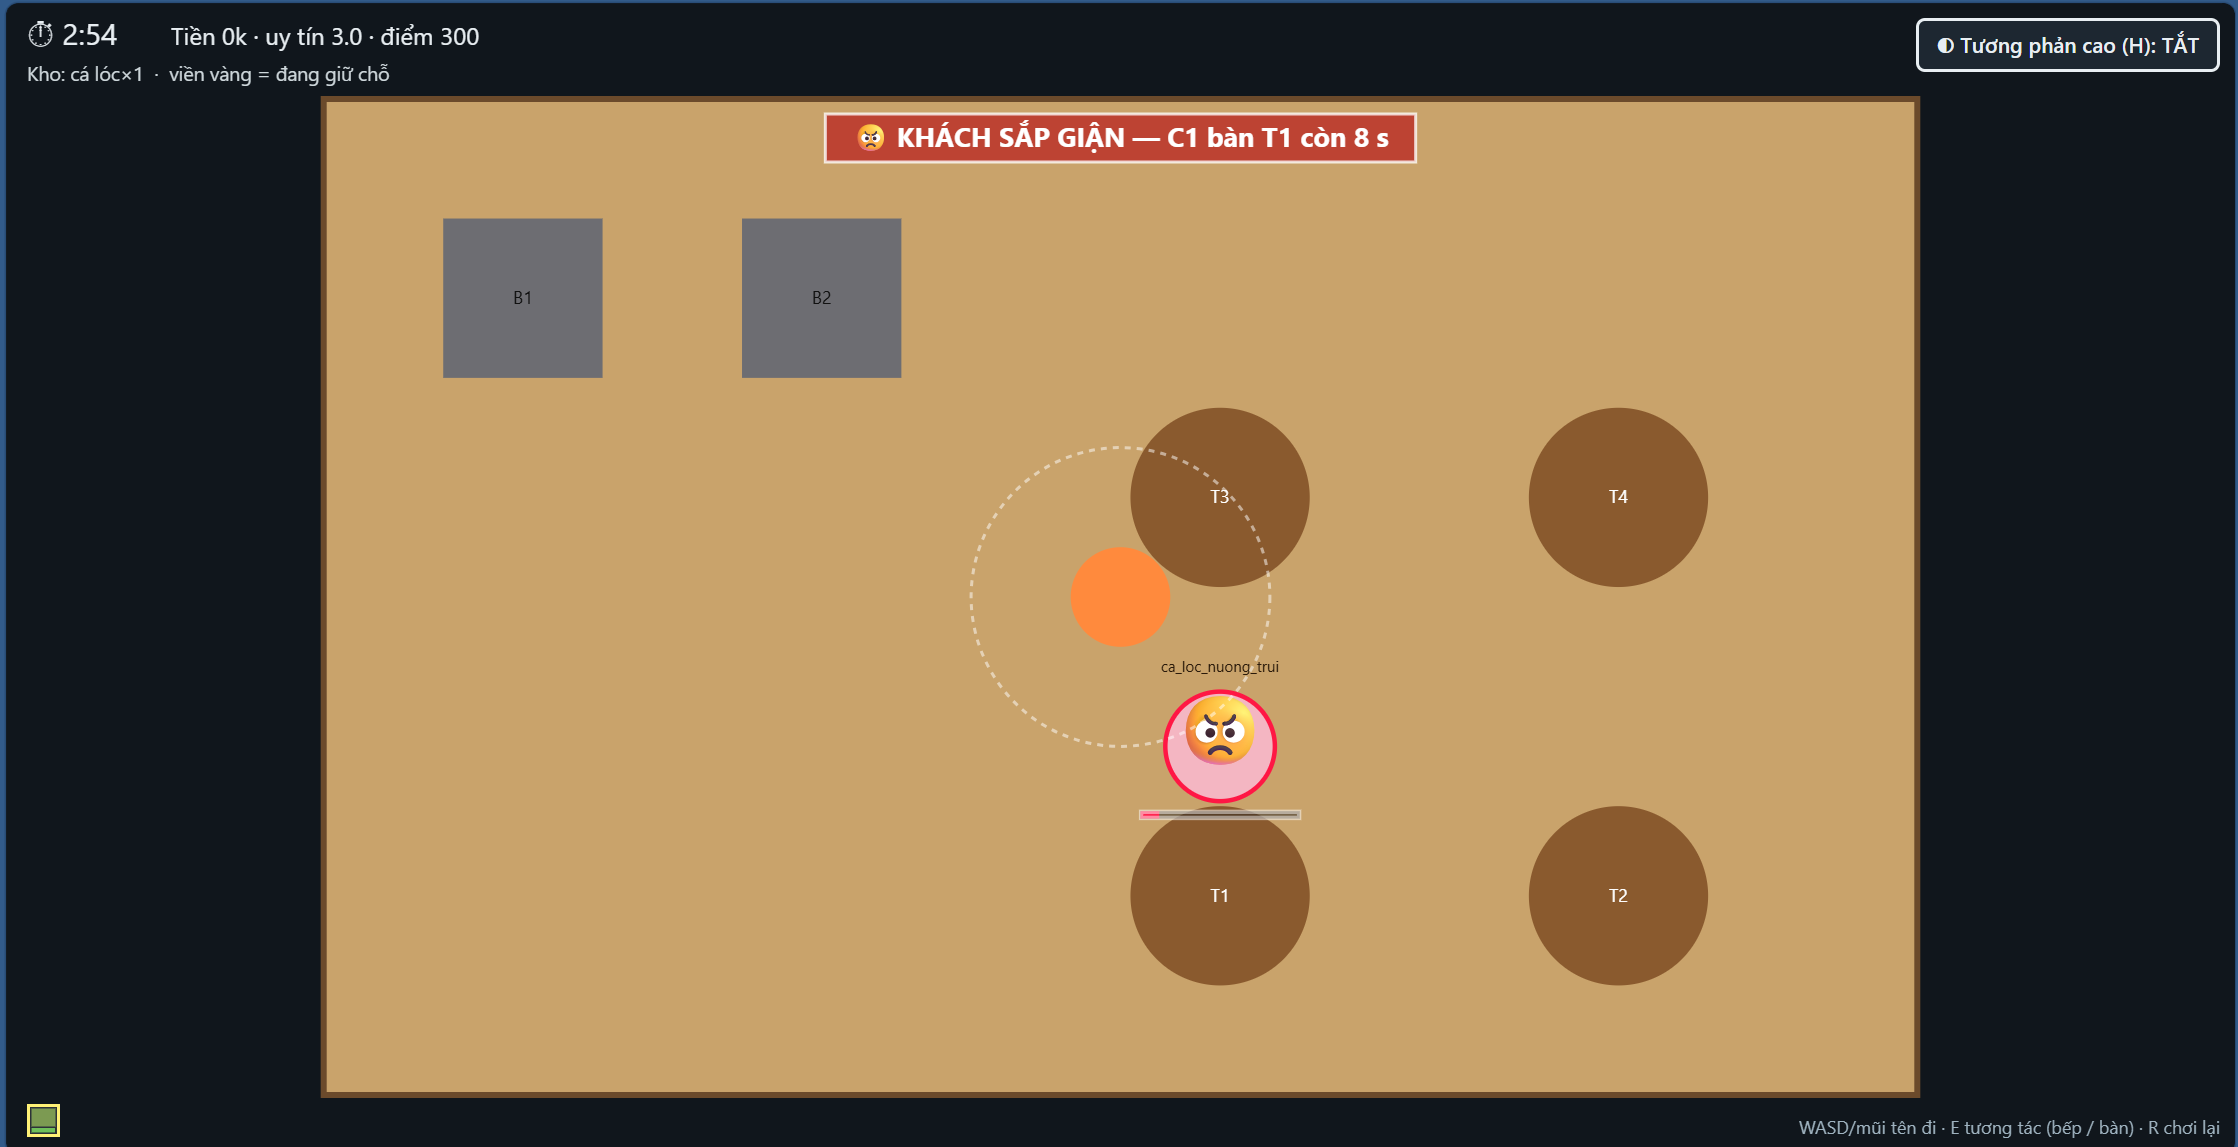 2:54 Tiền 0k · uy tín 3.0 · điểm 300
Tương phản cao (H): TẮT
Kho: cá lóc×1 · viền vàng = đang giữ chỗ
KHÁCH SẮP GIẬN — C1 bàn T1 còn 8 s
B1 B2
T3 T4
ca_loc_nuong_trui
T1 T2
WASD/mũi tên đi · E tương tác (bếp / bàn) · R chơi lại